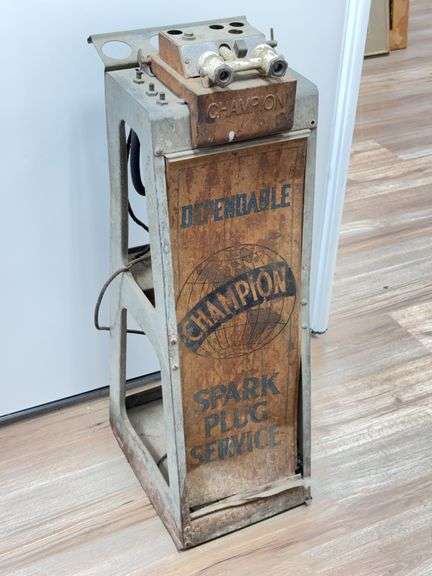 CHAMPION
DEPENDABLE
CHAMPION
SPARK
PLUG
SERVICE